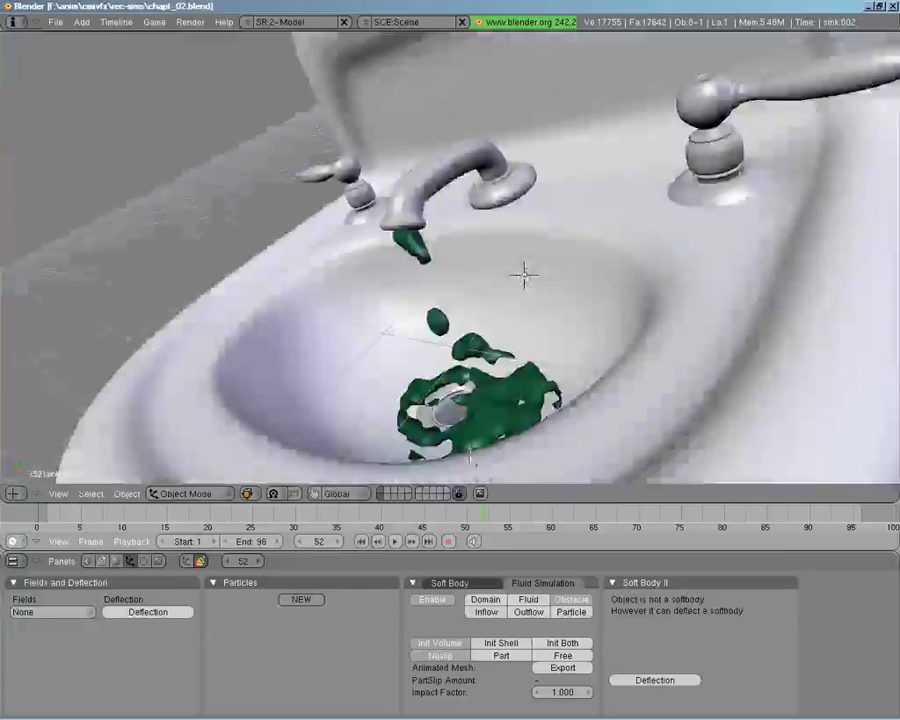 Blender [f:\anim\cmivfx\rec-sims\chapt_02.blend]
File Add Timeline Game Render Help SR:2-Model SCE:Scene www.blender.org 242.2 Ve:17755 | Fa:17642 | Ob:8-1 | La:1 | Mem:5.48M | Time: | sink.002
View Select Object Object Mode Global
0 5 10 15 20 25 30 35 40 45 50 55 60 65 70 75 80 85 90 95 100
View Frame Playback Start: 1 End: 96 52
Panels 52
Fields and Deflection Particles Soft Body Fluid Simulation Soft Body II
Fields: Deflection: NEW Enable Domain Fluid Obstacle Object is not a softbody
None Deflection Inflow Outflow Particle However it can deflect a softbody
Init Volume Init Shell Init Both
Noslip Part Free
Animated Mesh: Export
PartSlip Amount: - Deflection
Impact Factor: 1.000